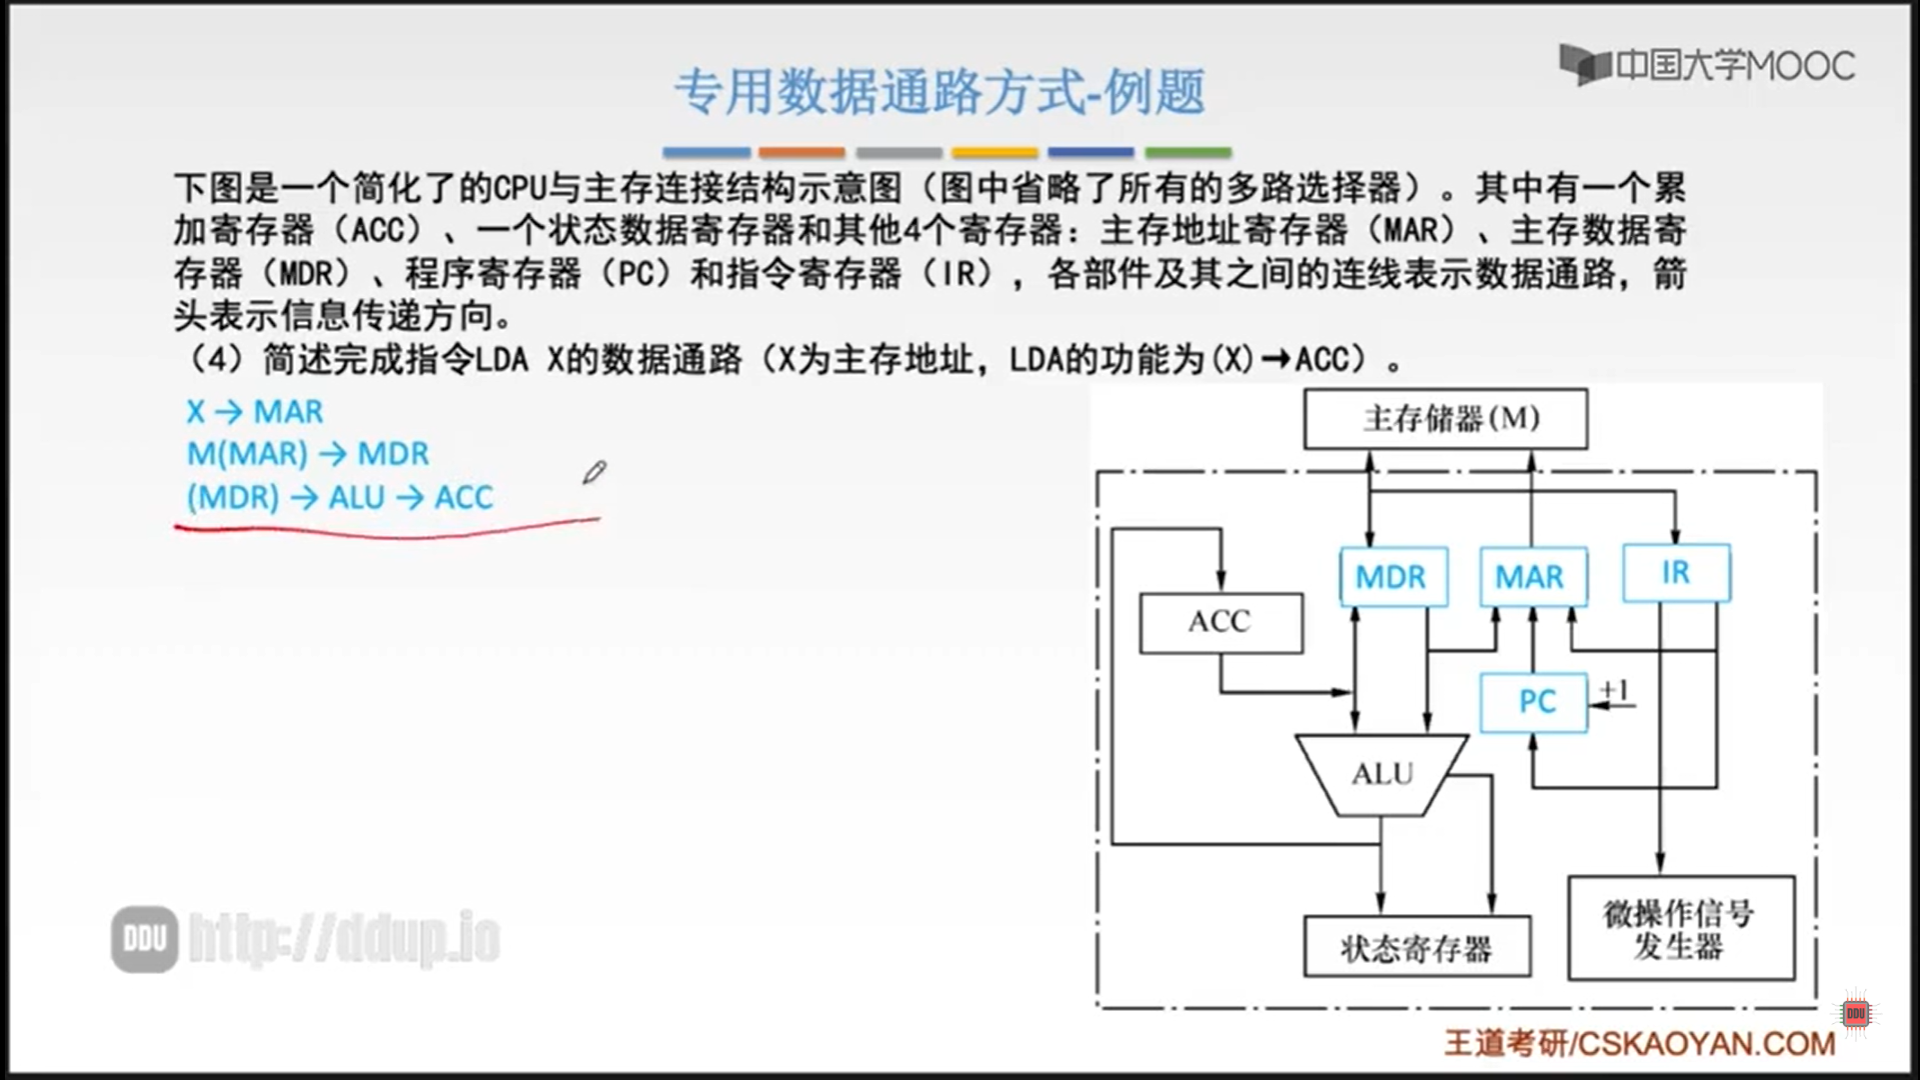 中国大学MOOC
专用数据通路方式-例题
下图是一个简化了的CPU与主存连接结构示意图（图中省略了所有的多路选择器）。其中有一个累
加寄存器（ACC）、一个状态数据寄存器和其他4个寄存器：主存地址寄存器（MAR）、主存数据寄
存器（MDR）、程序寄存器（PC）和指令寄存器（IR），各部件及其之间的连线表示数据通路，箭
头表示信息传递方向。
（4）简述完成指令LDA X的数据通路（X为主存地址，LDA的功能为(X)→ACC）。
X → MAR
M(MAR) → MDR
(MDR) → ALU → ACC
主存储器(M)
MDR
MAR
IR
ACC
PC
+1
ALU
状态寄存器
微操作信号
发生器
DDU http://ddup.io
DDU
王道考研/CSKAOYAN.COM